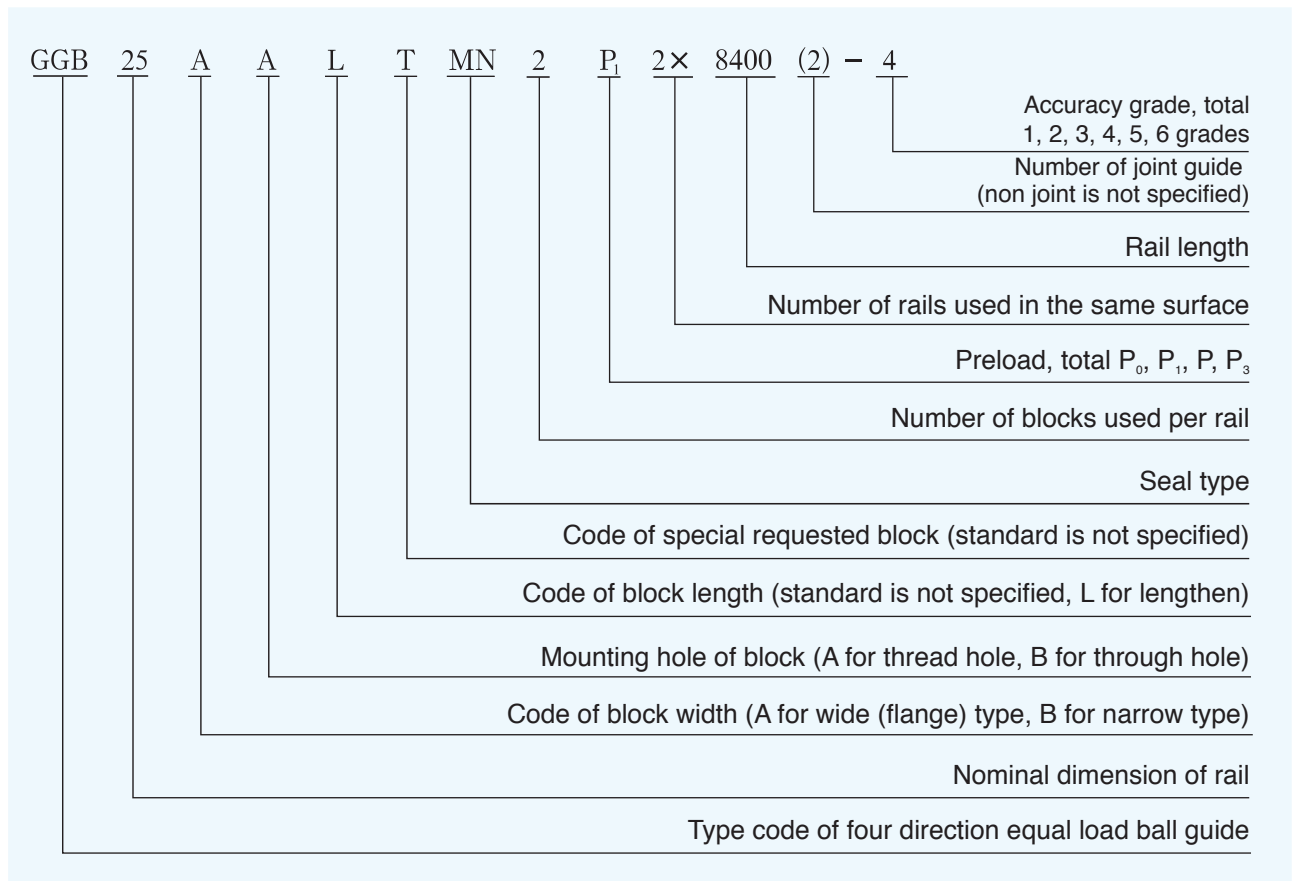 GGB 25 A A L T MN 2 P₁ 2× 8400 (2) – 4
Accuracy grade, total
1, 2, 3, 4, 5, 6 grades
Number of joint guide
(non joint is not specified)
Rail length
Number of rails used in the same surface
Preload, total P₀, P₁, P, P₃
Number of blocks used per rail
Seal type
Code of special requested block (standard is not specified)
Code of block length (standard is not specified, L for lengthen)
Mounting hole of block (A for thread hole, B for through hole)
Code of block width (A for wide (flange) type, B for narrow type)
Nominal dimension of rail
Type code of four direction equal load ball guide